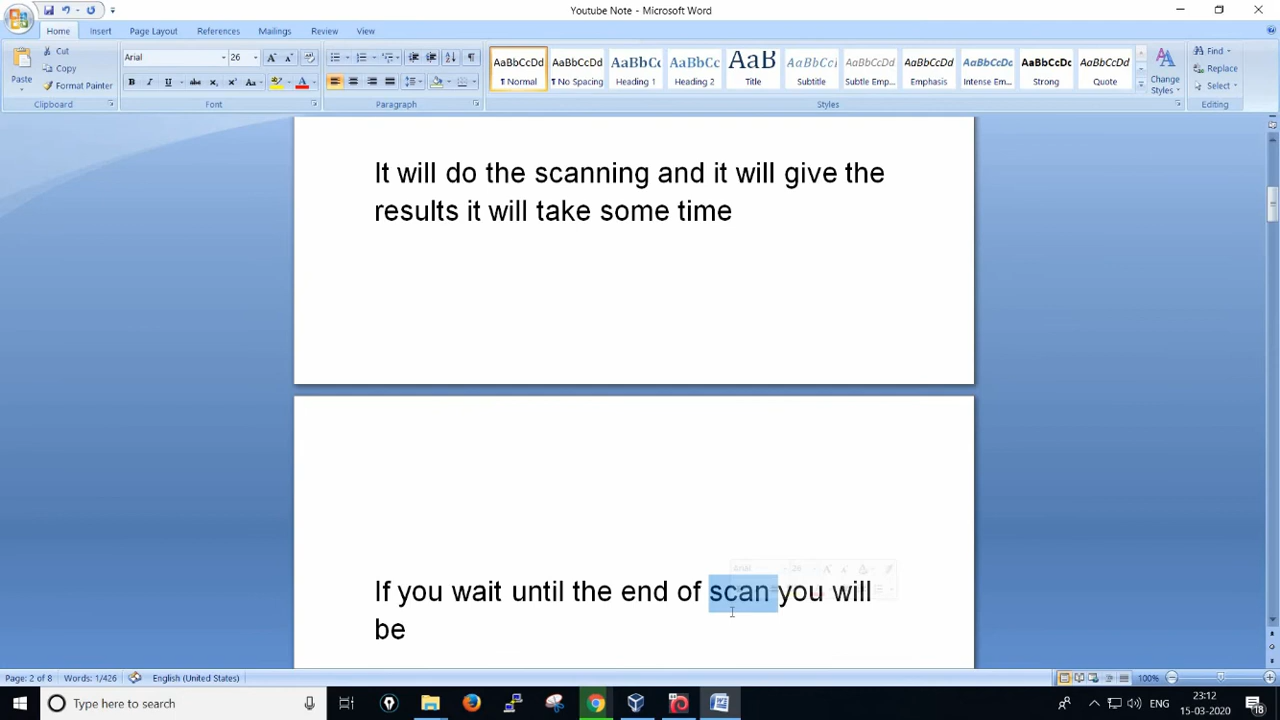 Youtube Note - Microsoft Word
Home Insert Page Layout References Mailings Review View
Paste
Cut
Copy
Format Painter
Clipboard
Arial 26
Font
Paragraph
AaBbCcDd AaBbCcDd AaBbC AaBbCc AaB AaBbCcI AaBbCcDd AaBbCcDd AaBbCcDd AaBbCcDd AaBbCcDd
¶ Normal ¶ No Spacing Heading 1 Heading 2 Title Subtitle Subtle Emp... Emphasis Intense Em... Strong Quote
Change Styles
Styles
Find
Replace
Select
Editing
It will do the scanning and it will give the
results it will take some time
If you wait until the end of scan you will
be
Page: 2 of 8 Words: 1/426 English (United States) 100%
Type here to search
ENG
23:12
15-03-2020
18